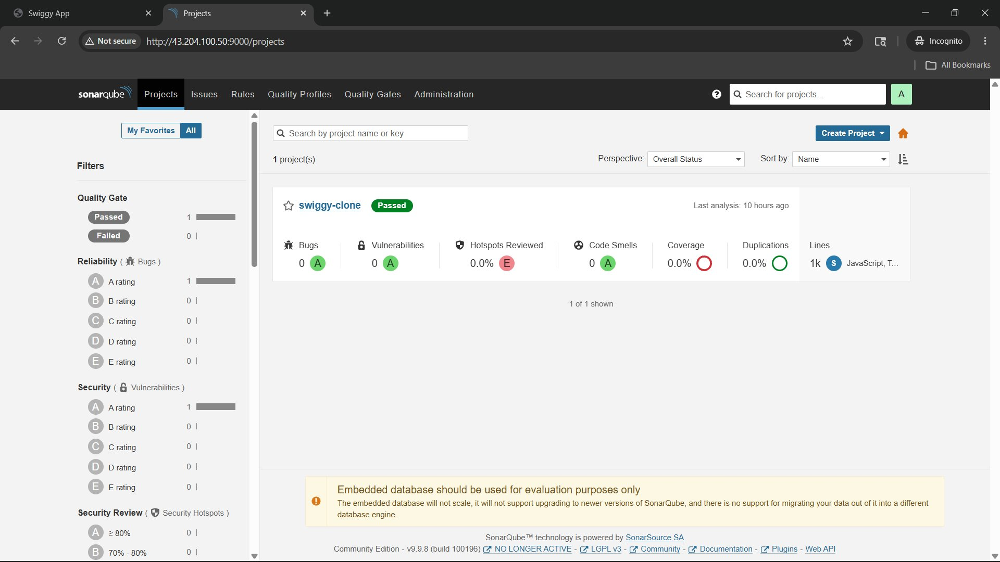 Swiggy App
Projects
Not secure
http://43.204.100.50:9000/projects
Incognito
All Bookmarks
sonarqube
Projects
Issues
Rules
Quality Profiles
Quality Gates
Administration
Search for projects...
A
My Favorites
All
Search by project name or key
Create Project
1 project(s)
Perspective: Overall Status
Sort by: Name
Filters
Quality Gate
Passed 1
Failed 0
Reliability ( Bugs )
A A rating 1
B B rating 0
C C rating 0
D D rating 0
E E rating 0
Security ( Vulnerabilities )
A A rating 1
B B rating 0
C C rating 0
D D rating 0
E E rating 0
Security Review ( Security Hotspots )
A ≥ 80% 0
B 70% - 80% 0
swiggy-clone Passed
Last analysis: 10 hours ago
Bugs
0 A
Vulnerabilities
0 A
Hotspots Reviewed
0.0% E
Code Smells
0 A
Coverage
0.0%
Duplications
0.0%
Lines
1k S JavaScript, T...
1 of 1 shown
Embedded database should be used for evaluation purposes only
The embedded database will not scale, it will not support upgrading to newer versions of SonarQube, and there is no support for migrating your data out of it into a different
database engine.
SonarQube™ technology is powered by SonarSource SA
Community Edition - v9.9.8 (build 100196) NO LONGER ACTIVE - LGPL v3 - Community - Documentation - Plugins - Web API